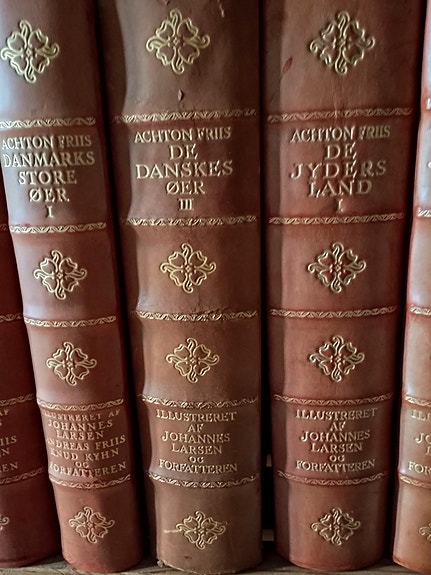 ACHTON FRIIS
DANMARKS
STORE
ØER
I
ILLUSTRERET AF
JOHANNES
LARSEN
ANDREAS FRIIS
KNUD KYHN
OG
FORFATTEREN
ACHTON FRIIS
DE
DANSKES
ØER
III
ILLUSTRERET
AF
JOHANNES
LARSEN
OG
FORFATTEREN
ACHTON FRIIS
DE
JYDERS
LAND
I
ILLUSTRERET
AF
JOHANNES
LARSEN
OG
FORFATTEREN